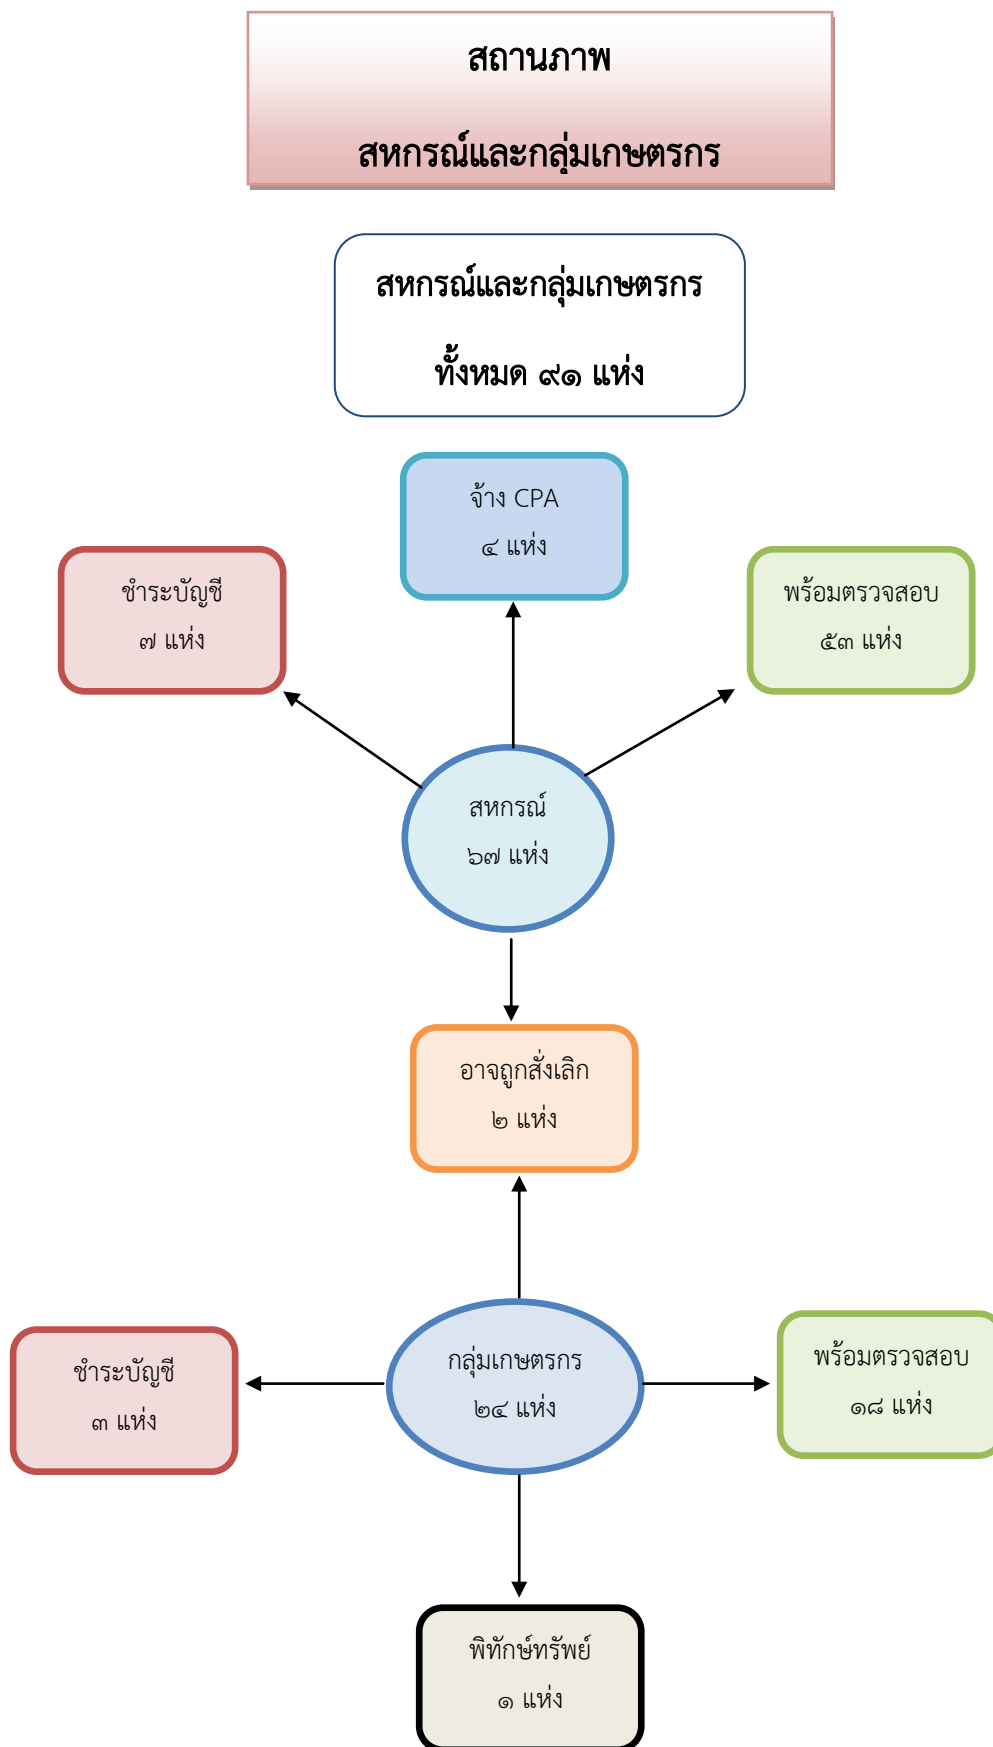 สถานภาพ
สหกรณ์และกลุ่มเกษตรกร
สหกรณ์และกลุ่มเกษตรกร
ทั้งหมด ๙๑ แห่ง
จ้าง CPA
๔ แห่ง
ชำระบัญชี
๗ แห่ง
พร้อมตรวจสอบ
๕๓ แห่ง
สหกรณ์
๖๗ แห่ง
อาจถูกสั่งเลิก
๒ แห่ง
กลุ่มเกษตรกร
๒๔ แห่ง
ชำระบัญชี
๓ แห่ง
พร้อมตรวจสอบ
๑๘ แห่ง
พิทักษ์ทรัพย์
๑ แห่ง